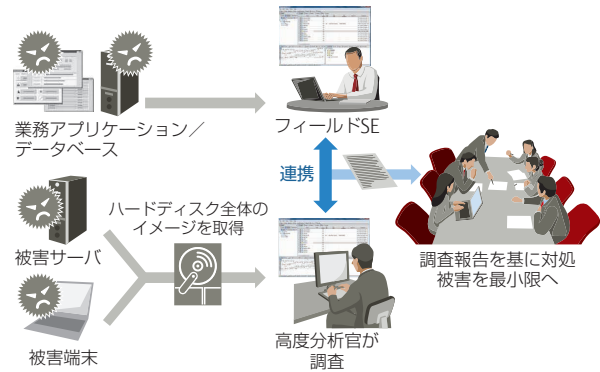 業務アプリケーション／
データベース
フィールドSE
連携
ハードディスク全体の
イメージを取得
被害サーバ
被害端末
高度分析官が
調査
調査報告を基に対処
被害を最小限へ